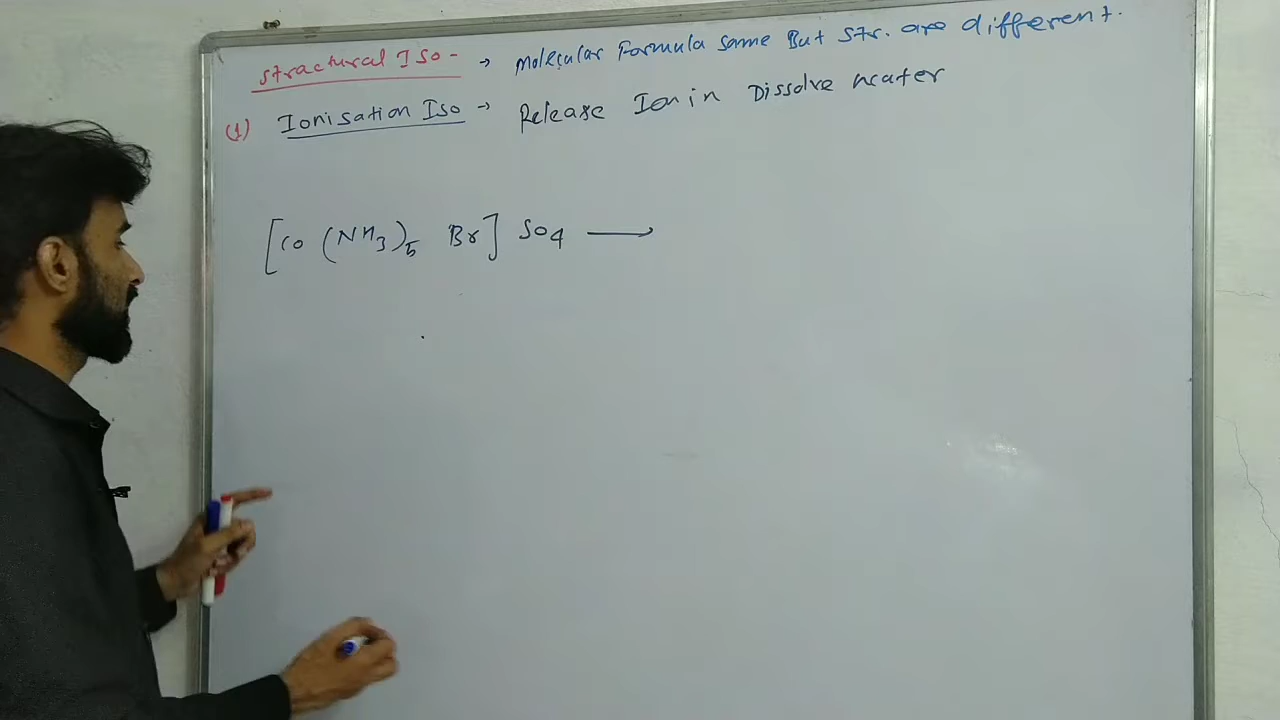 Stractural Iso- → Molecular Formula Same But Str. are different.
(1) Ionisation Iso → Release Ion in Dissolve water
[Co (NH3)5 Br] SO4 ⟶